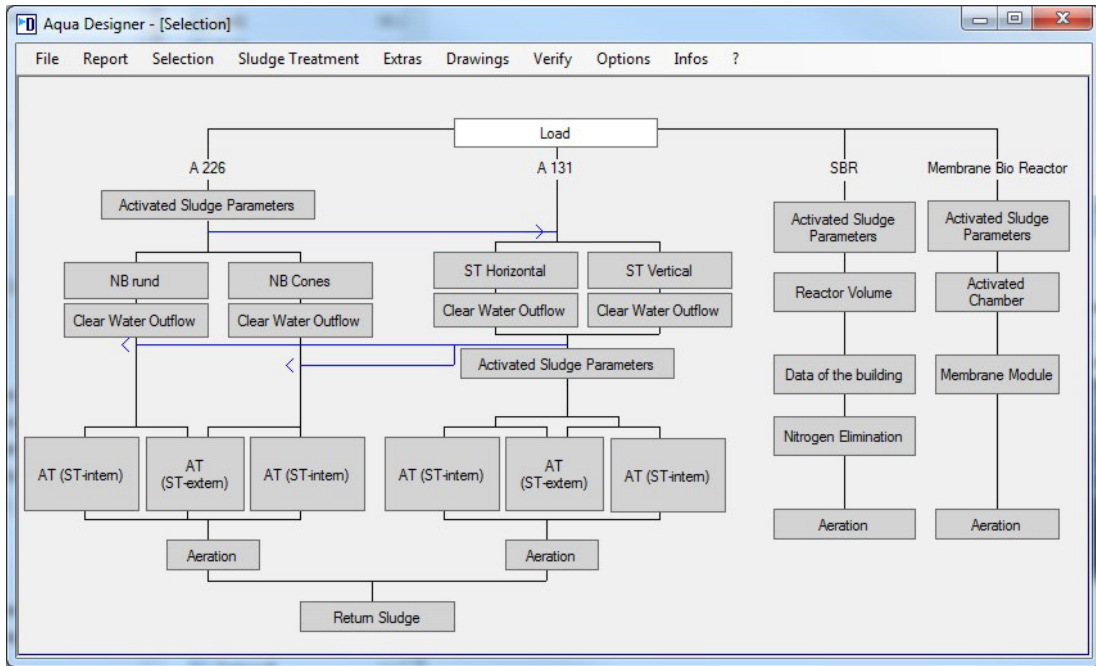 Aqua Designer - [Selection]
File Report Selection Sludge Treatment Extras Drawings Verify Options Infos ?
Load
A 226
A 131
SBR
Membrane Bio Reactor
Activated Sludge Parameters
Activated Sludge
Parameters
Activated Sludge
Parameters
NB rund
NB Cones
ST Horizontal
ST Vertical
Reactor Volume
Activated
Chamber
Clear Water Outflow
Clear Water Outflow
Clear Water Outflow
Clear Water Outflow
Activated Sludge Parameters
Data of the building
Membrane Module
Nitrogen Elimination
AT (ST-intern)
AT
(ST-extern)
AT (ST-intern)
AT (ST-intern)
AT
(ST-extern)
AT (ST-intern)
Aeration
Aeration
Aeration
Aeration
Return Sludge